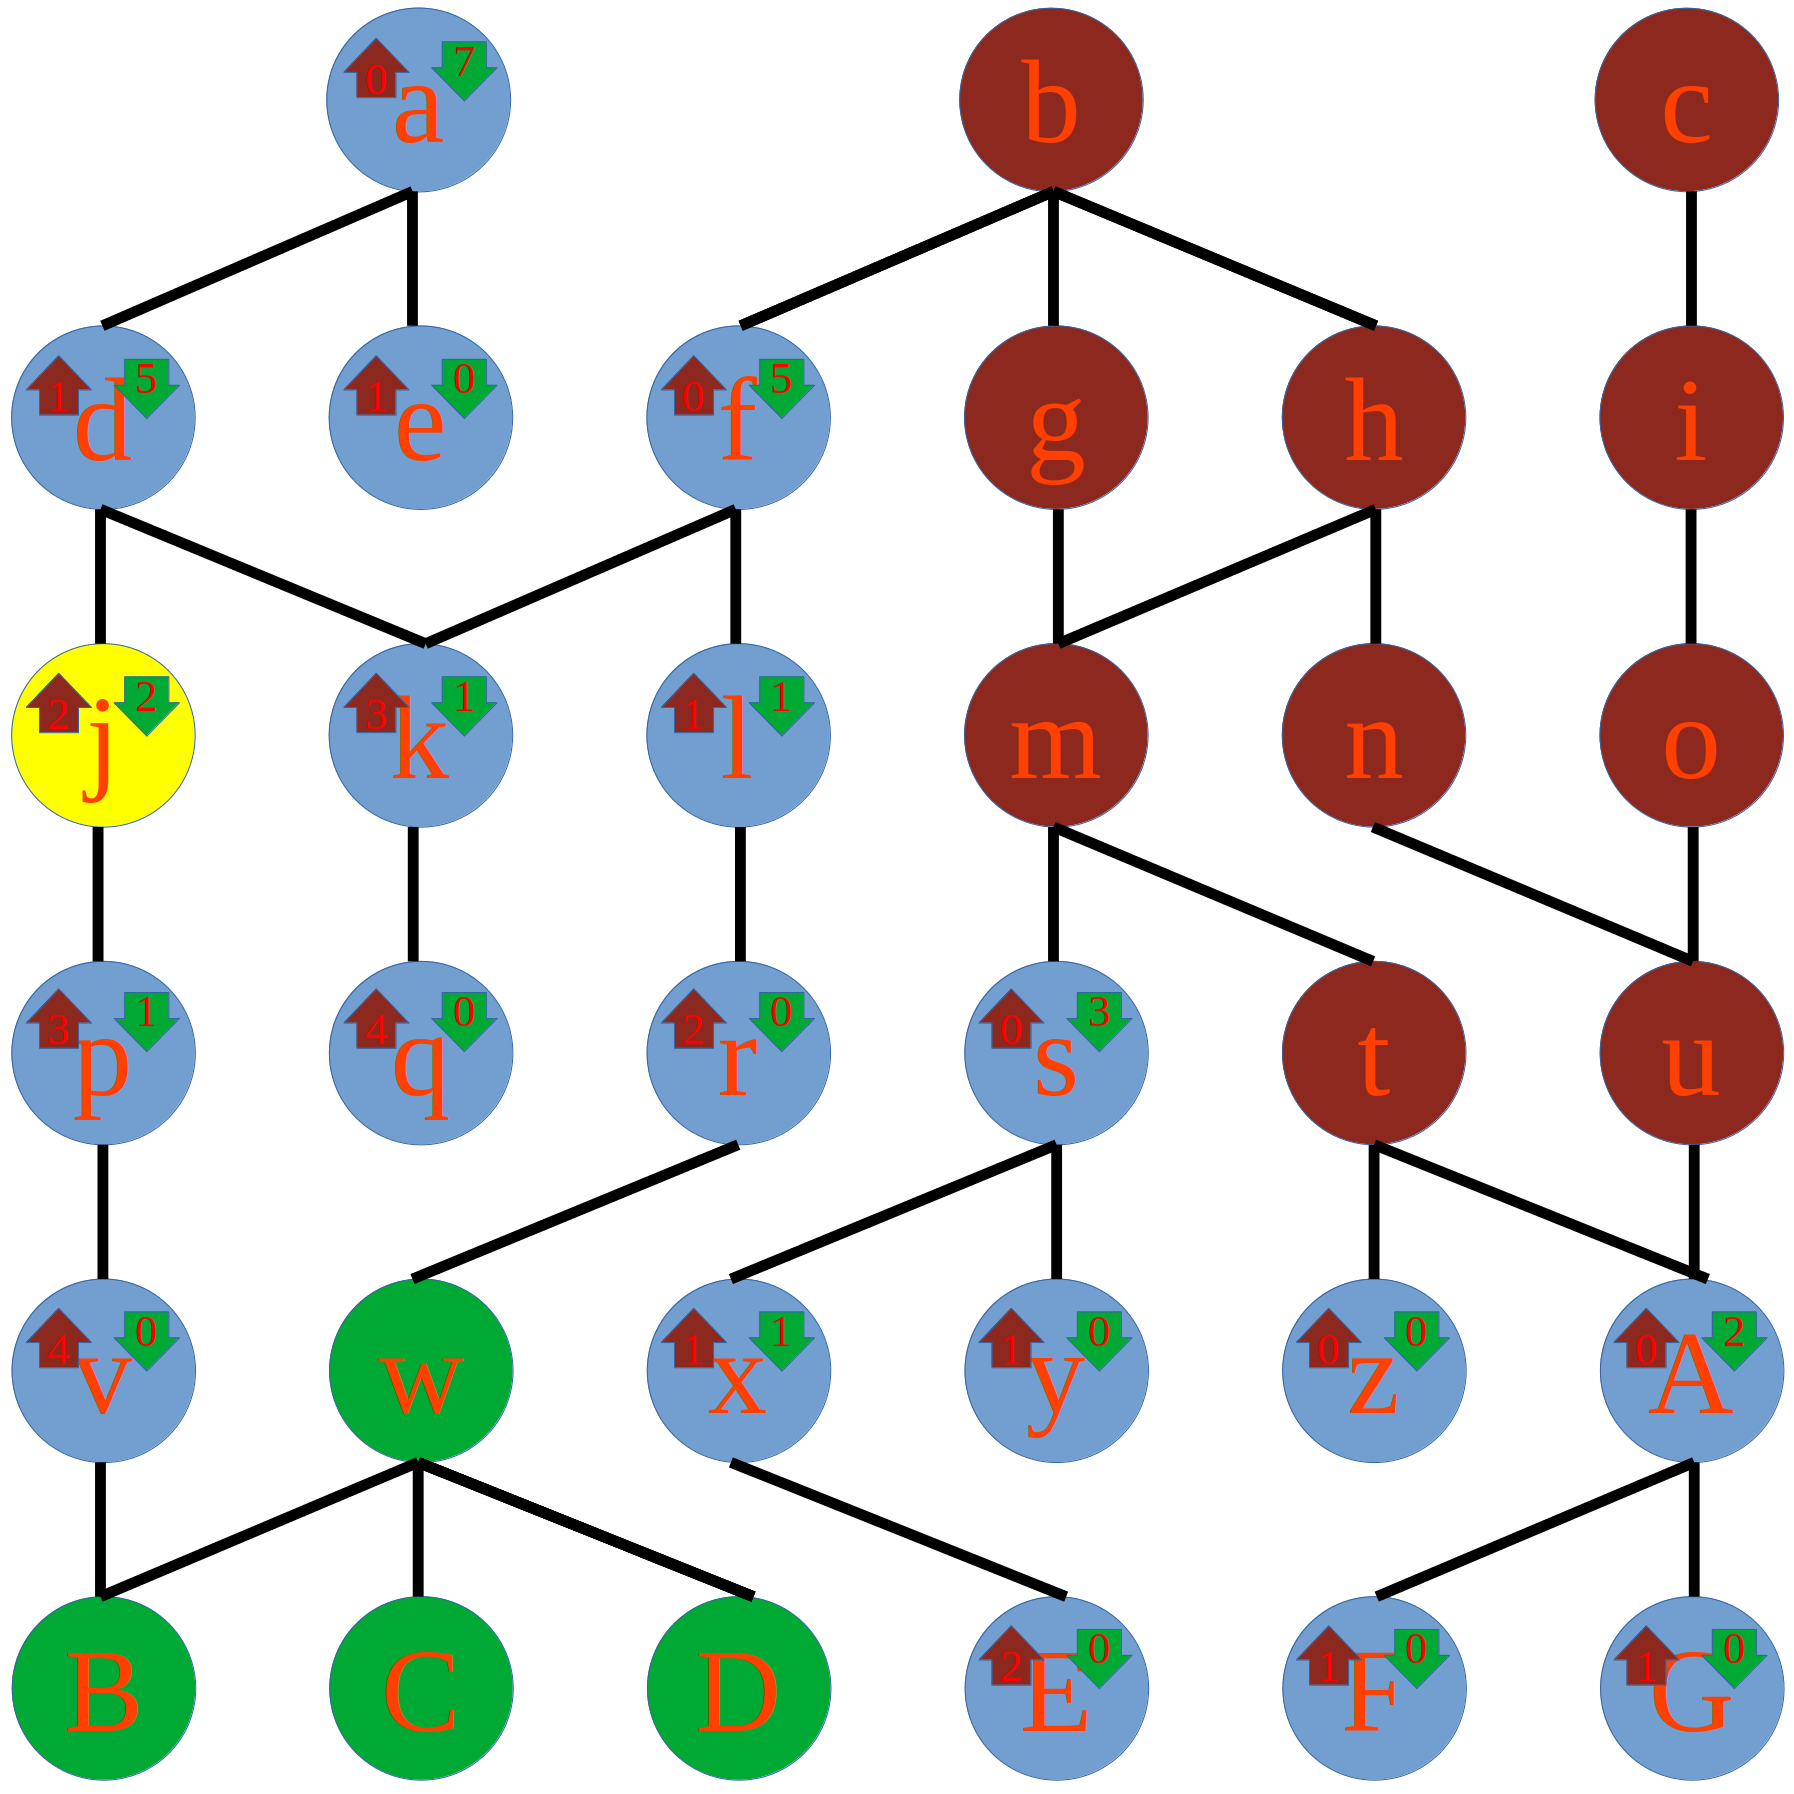 0 7 a b c
1 5 d 1 0 e 0 5 f g h i
2 2 j 3 1 k 1 1 l m n o
3 1 p 4 0 q 2 0 r 0 3 s t u
4 0 v w 1 1 x 1 0 y 0 0 z 0 2 A
B C D 2 0 E 1 0 F 1 0 G